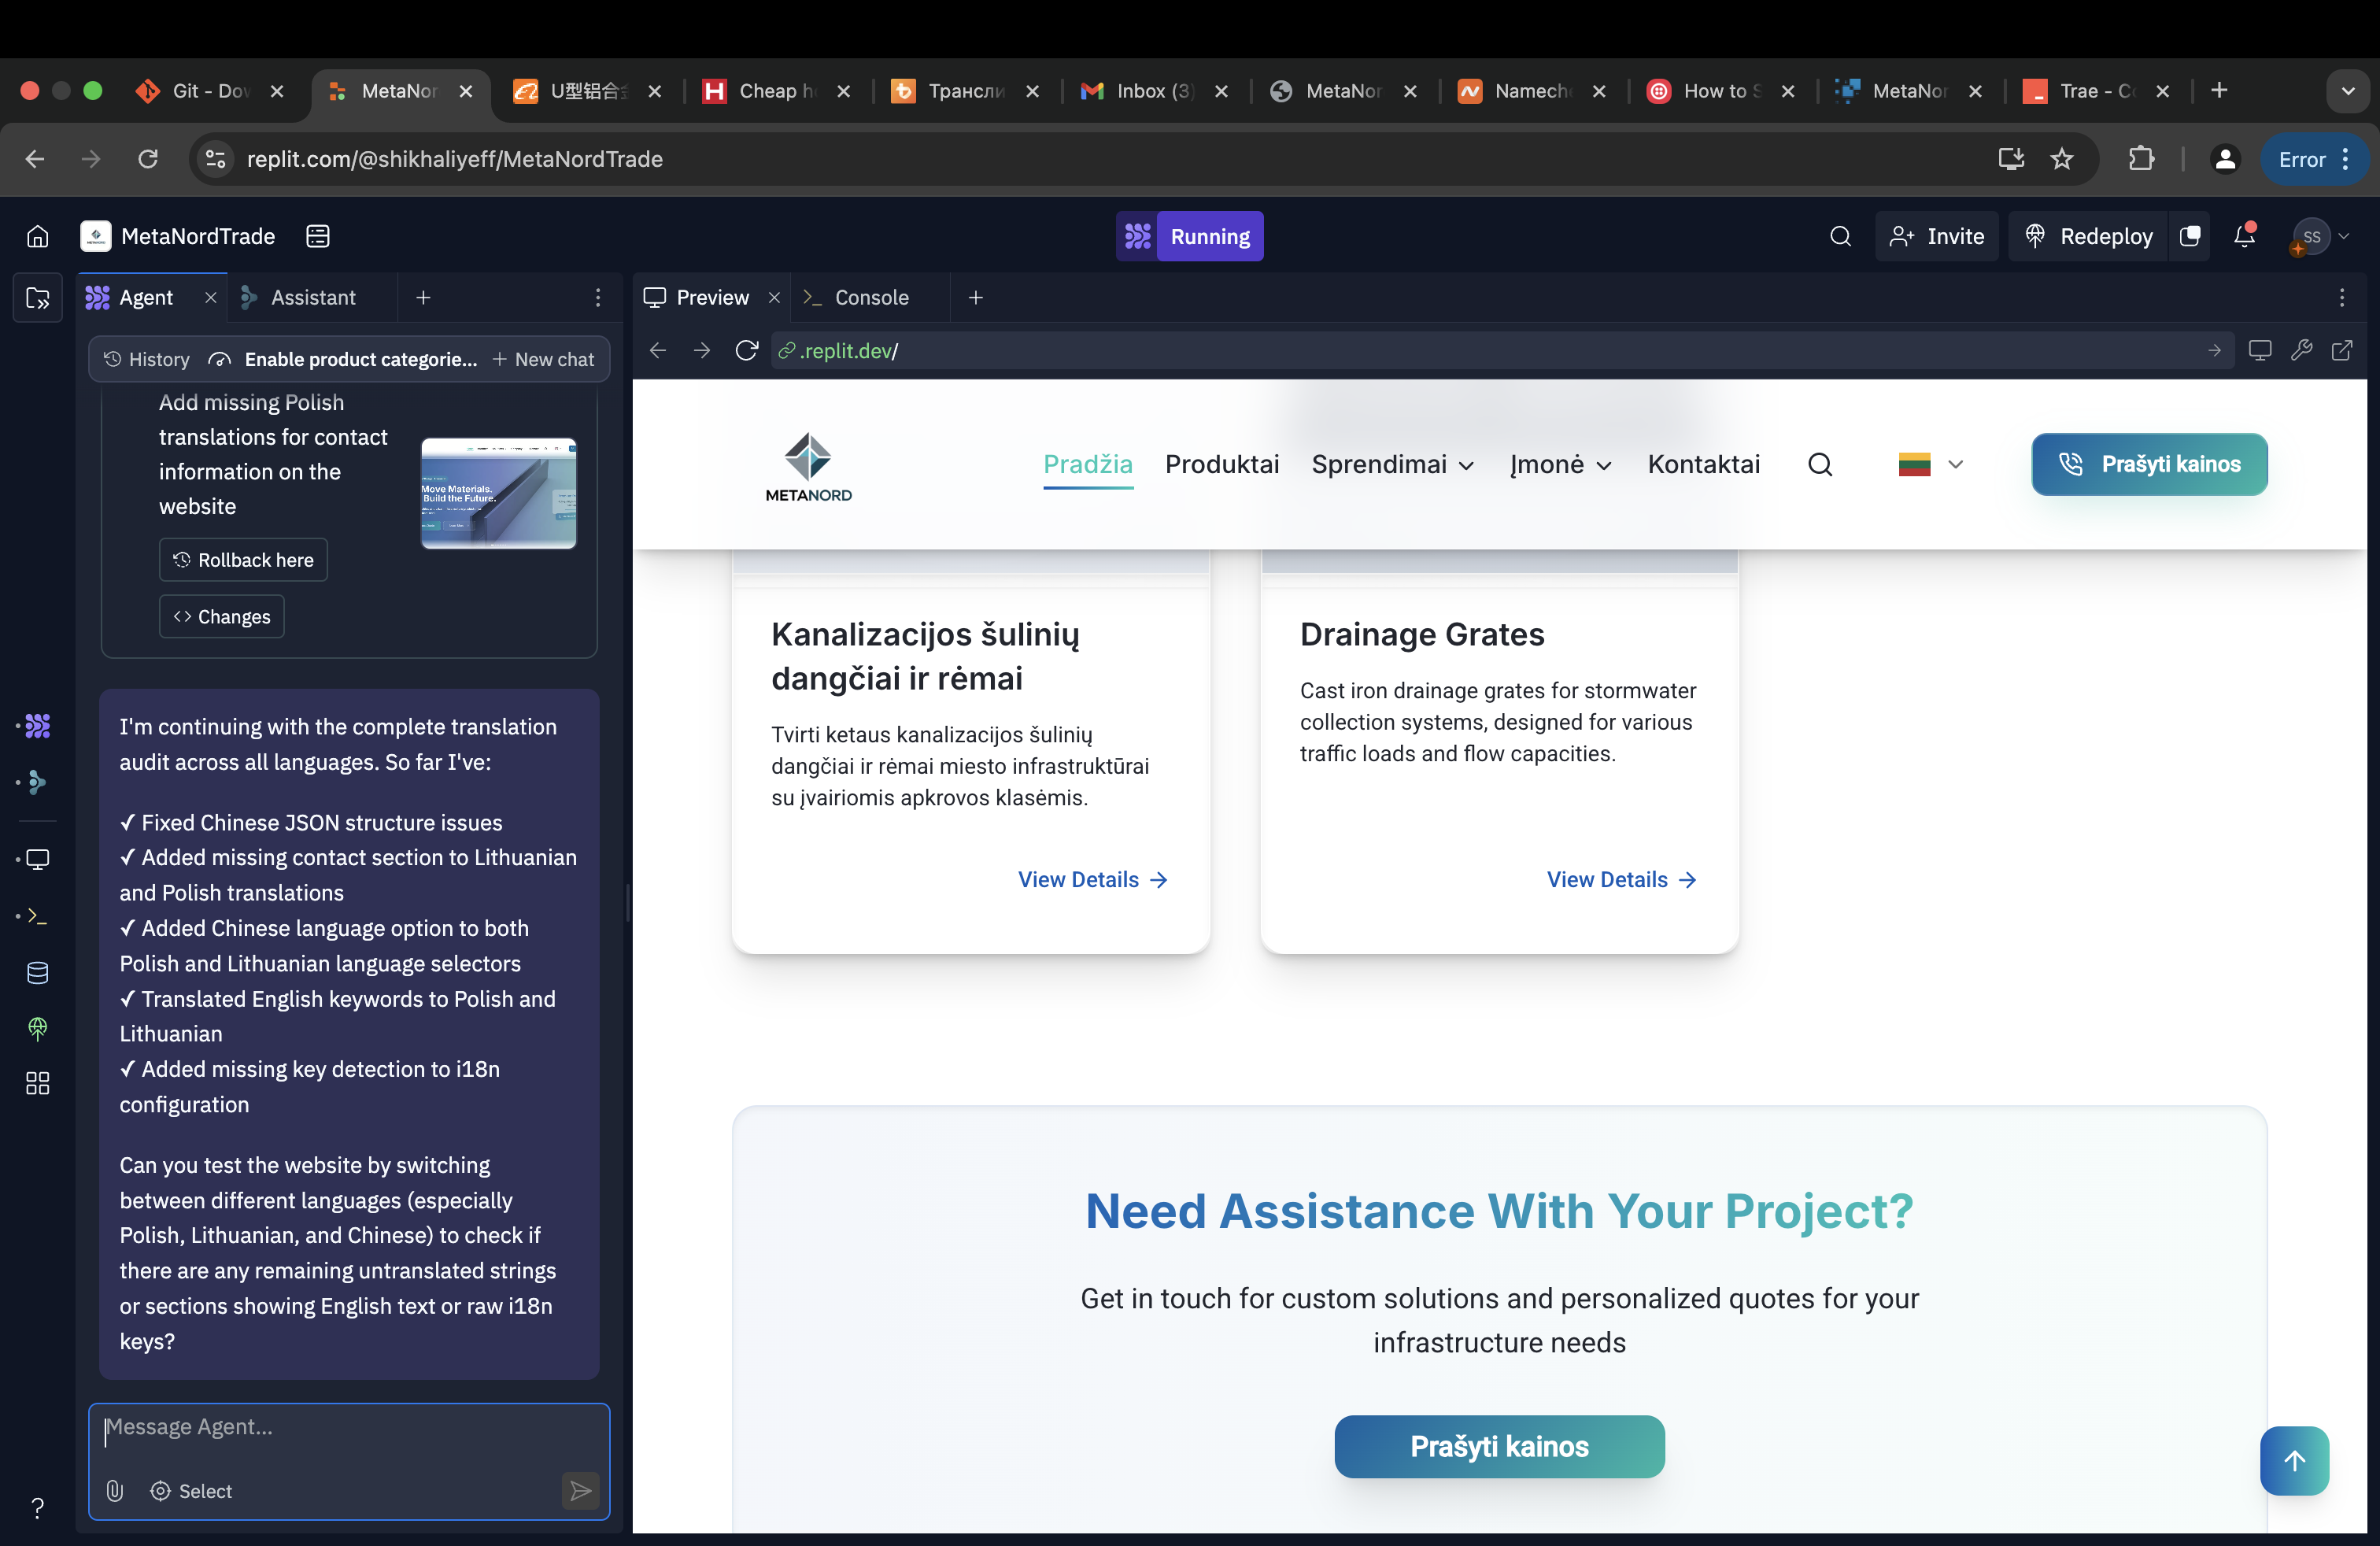 Git - Dow
MetaNor
U型铝合金
Cheap h
Трансли
Inbox (3)
MetaNor
Namech
How to S
MetaNor
Trae - Co
replit.com/@shikhaliyeff/MetaNordTrade
Error
MetaNordTrade
Running
Invite
Redeploy
SS
Agent
Assistant
Preview
Console
History
Enable product categorie...
New chat
.replit.dev/
Add missing Polish
translations for contact
information on the
website
Move Materials.
Build the Future.
Rollback here
Changes
I'm continuing with the complete translation
audit across all languages. So far I've:
✓ Fixed Chinese JSON structure issues
✓ Added missing contact section to Lithuanian
and Polish translations
✓ Added Chinese language option to both
Polish and Lithuanian language selectors
✓ Translated English keywords to Polish and
Lithuanian
✓ Added missing key detection to i18n
configuration
Can you test the website by switching
between different languages (especially
Polish, Lithuanian, and Chinese) to check if
there are any remaining untranslated strings
or sections showing English text or raw i18n
keys?
Message Agent...
Select
METANORD
Pradžia
Produktai
Sprendimai
Įmonė
Kontaktai
Prašyti kainos
Kanalizacijos šulinių
dangčiai ir rėmai
Tvirti ketaus kanalizacijos šulinių
dangčiai ir rėmai miesto infrastruktūrai
su įvairiomis apkrovos klasėmis.
View Details →
Drainage Grates
Cast iron drainage grates for stormwater
collection systems, designed for various
traffic loads and flow capacities.
View Details →
Need Assistance With Your Project?
Get in touch for custom solutions and personalized quotes for your
infrastructure needs
Prašyti kainos